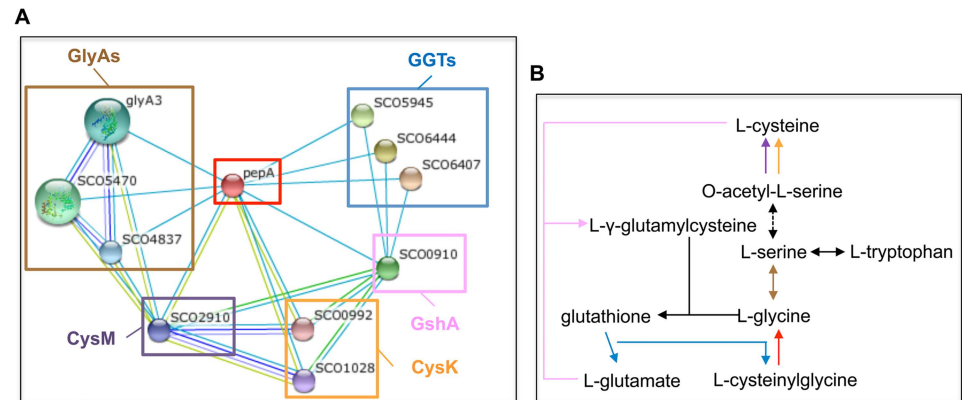 A
GlyAs
GGTs
glyA3
SCO5945
SCO6444
SCO6407
pepA
SCO5470
SCO4837
SCO0910
GshA
SCO2910
CysM
SCO0992
CysK
SCO1028
B
L-cysteine
O-acetyl-L-serine
L-γ-glutamylcysteine
L-serine
L-tryptophan
glutathione
L-glycine
L-glutamate
L-cysteinylglycine